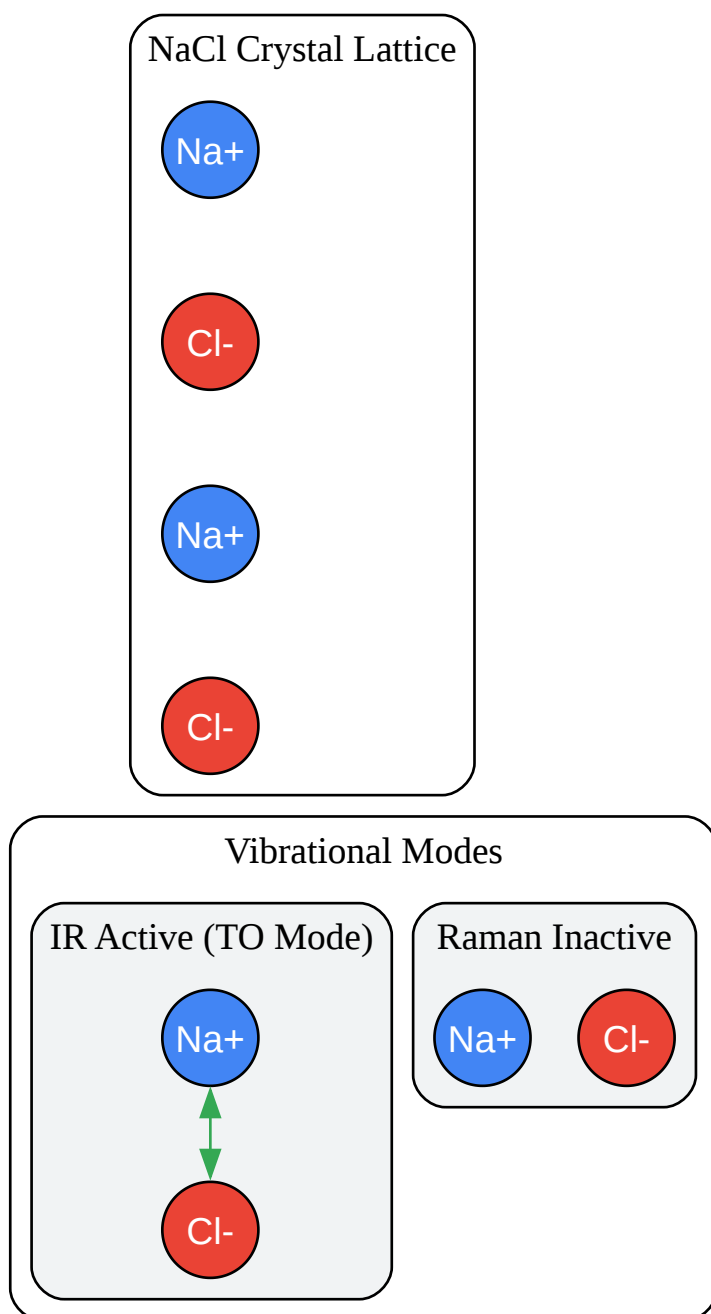 NaCl Crystal Lattice
Na+
Cl-
Na+
Cl-
Vibrational Modes
IR Active (TO Mode)
Na+
Cl-
Raman Inactive
Na+
Cl-